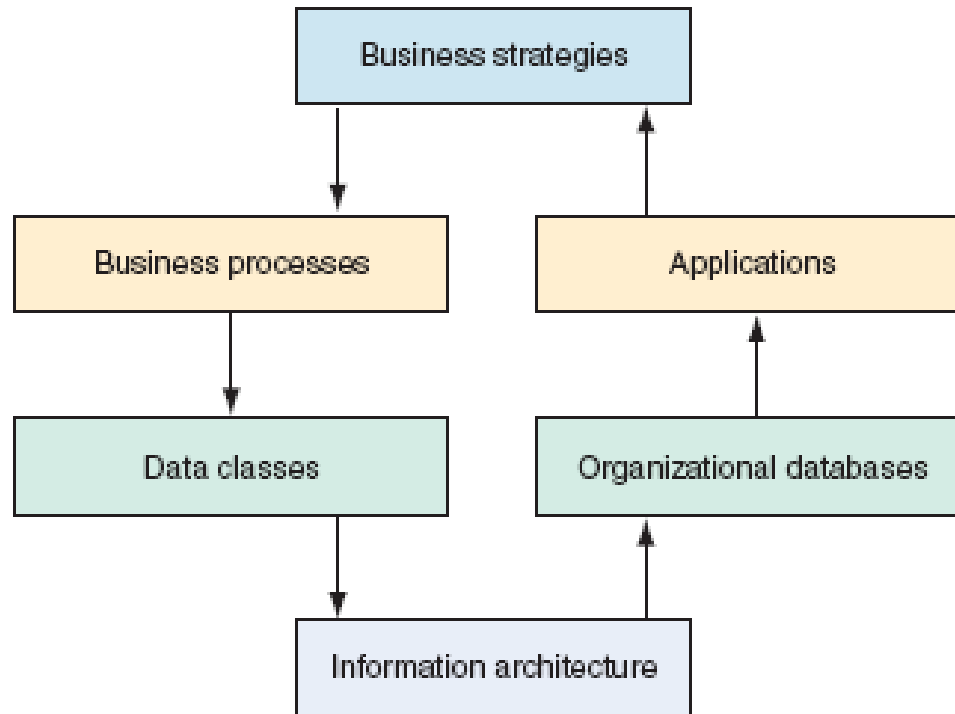 Business strategies
Business processes
Applications
Data classes
Organizational databases
Information architecture